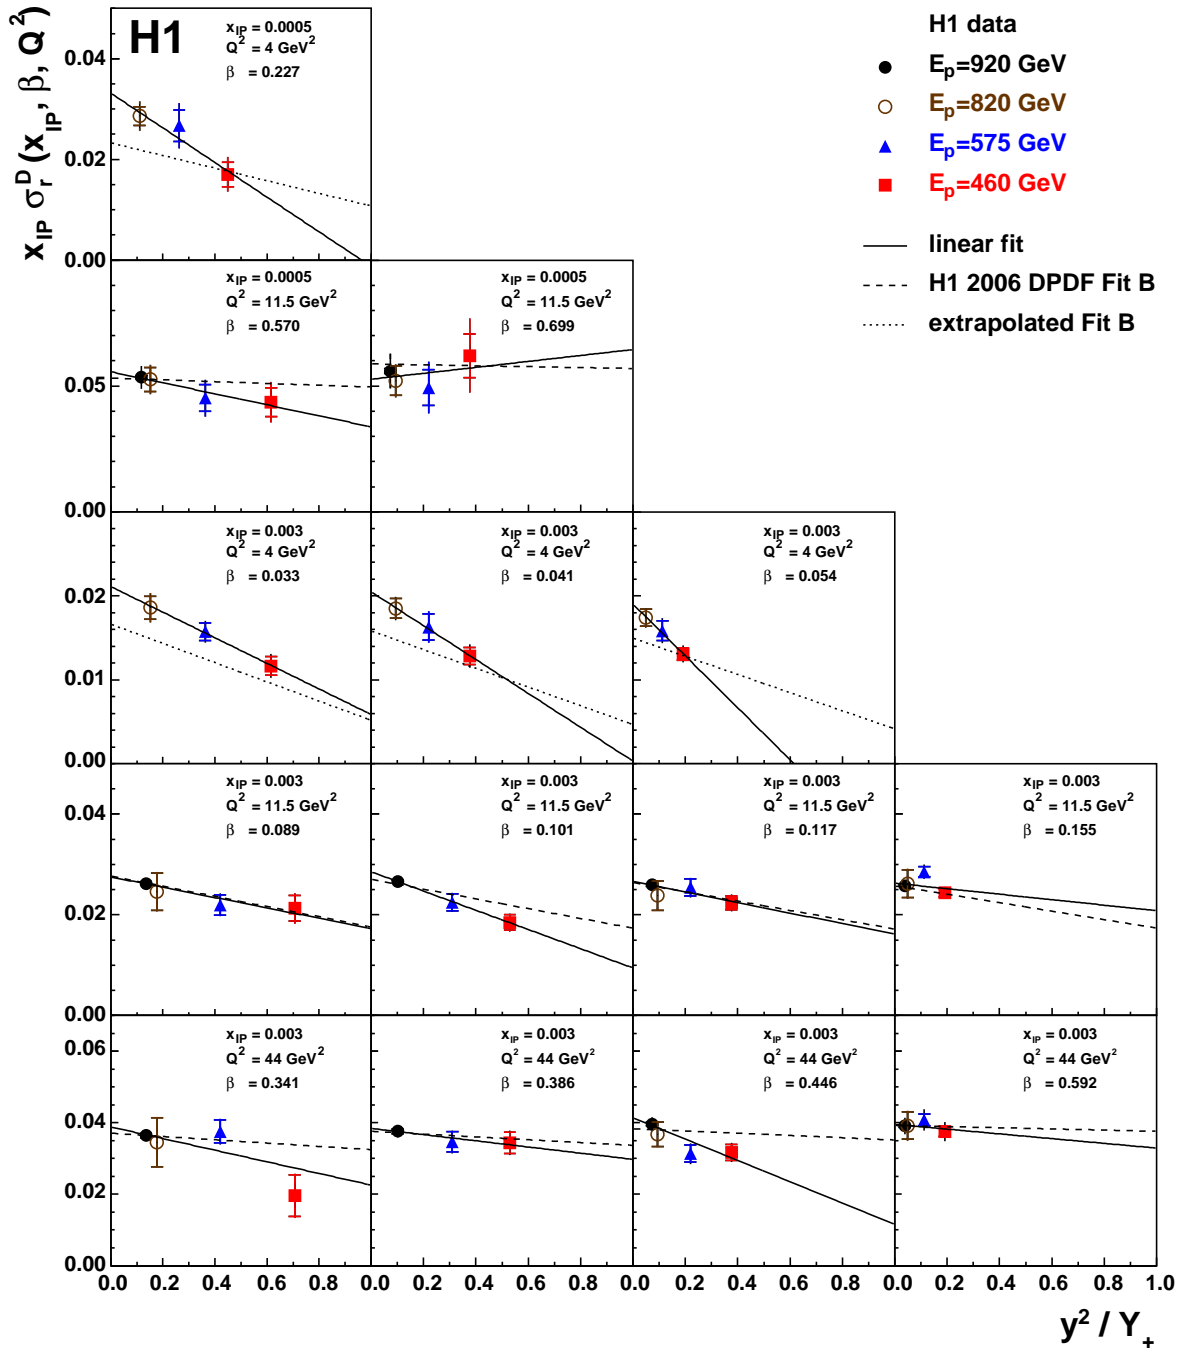 x_IP σ_r^D (x_IP, β, Q^2)
H1
x_IP = 0.0005
Q^2 = 4 GeV^2
β = 0.227
H1 data
E_p=920 GeV
E_p=820 GeV
E_p=575 GeV
E_p=460 GeV
linear fit
H1 2006 DPDF Fit B
extrapolated Fit B
0.04
0.02
0.00
x_IP = 0.0005
Q^2 = 11.5 GeV^2
β = 0.570
x_IP = 0.0005
Q^2 = 11.5 GeV^2
β = 0.699
0.05
0.00
x_IP = 0.003
Q^2 = 4 GeV^2
β = 0.033
x_IP = 0.003
Q^2 = 4 GeV^2
β = 0.041
x_IP = 0.003
Q^2 = 4 GeV^2
β = 0.054
0.02
0.01
0.00
x_IP = 0.003
Q^2 = 11.5 GeV^2
β = 0.089
x_IP = 0.003
Q^2 = 11.5 GeV^2
β = 0.101
x_IP = 0.003
Q^2 = 11.5 GeV^2
β = 0.117
x_IP = 0.003
Q^2 = 11.5 GeV^2
β = 0.155
0.04
0.02
0.00
x_IP = 0.003
Q^2 = 44 GeV^2
β = 0.341
x_IP = 0.003
Q^2 = 44 GeV^2
β = 0.386
x_IP = 0.003
Q^2 = 44 GeV^2
β = 0.446
x_IP = 0.003
Q^2 = 44 GeV^2
β = 0.592
0.06
0.04
0.02
0.00
0.0 0.2 0.4 0.6 0.8 0.0 0.2 0.4 0.6 0.8 0.0 0.2 0.4 0.6 0.8 0.0 0.2 0.4 0.6 0.8 1.0
y^2 / Y_+